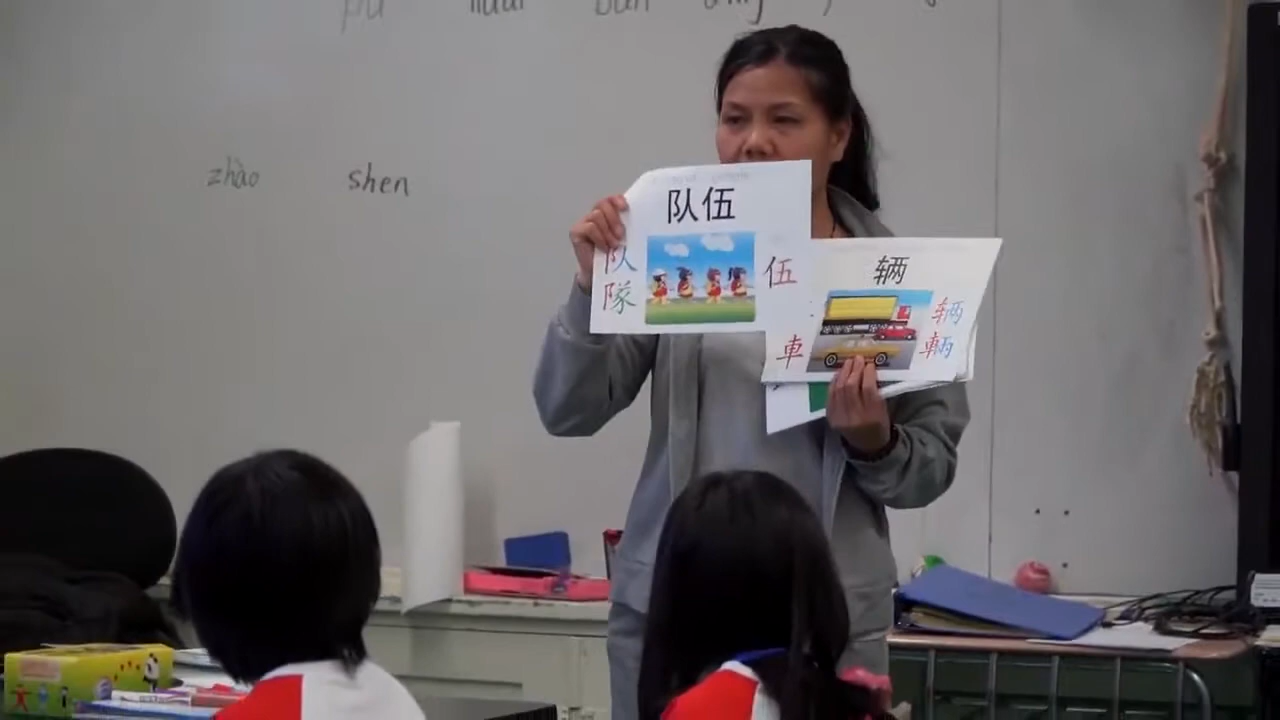 zhào shen
队伍
队 伍
隊
辆
辆
車 輛